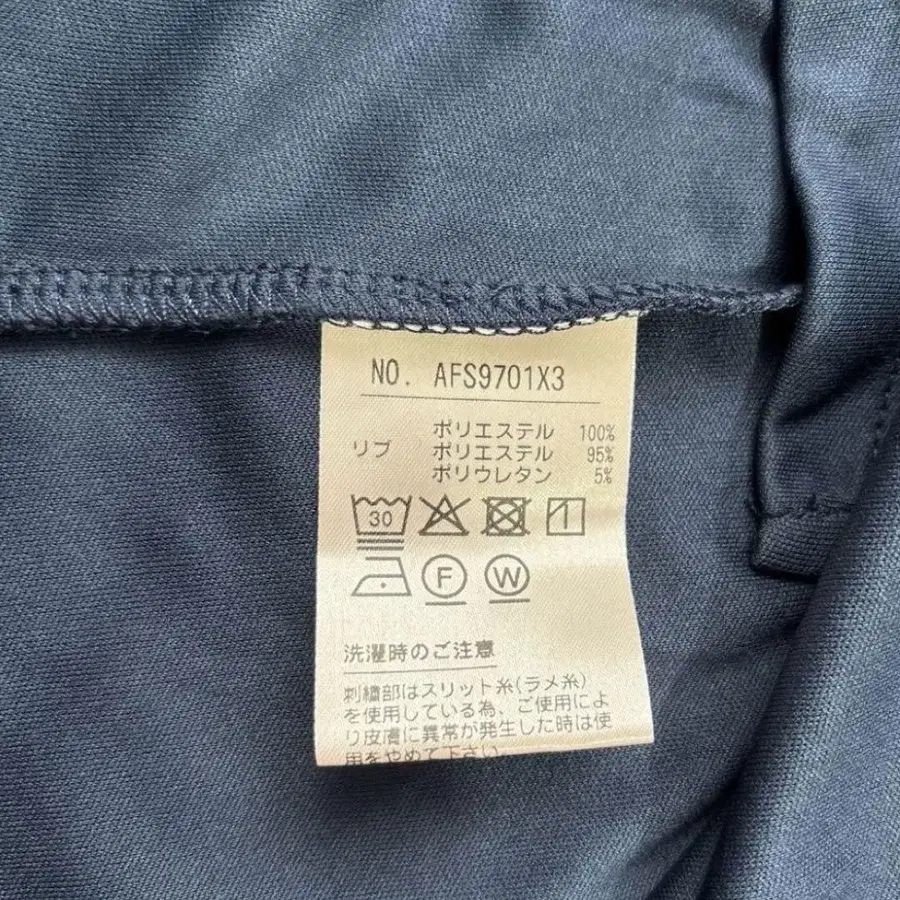 NO. AFS9701X3
ポリエステル 100%
リブ ポリエステル 95%
ポリウレタン 5%
30
F W
洗濯時のご注意
刺繍部はスリット糸(ラメ糸)
を使用している為、ご使用によ
り皮膚に異常が発生した時は使
用をやめて下さい。